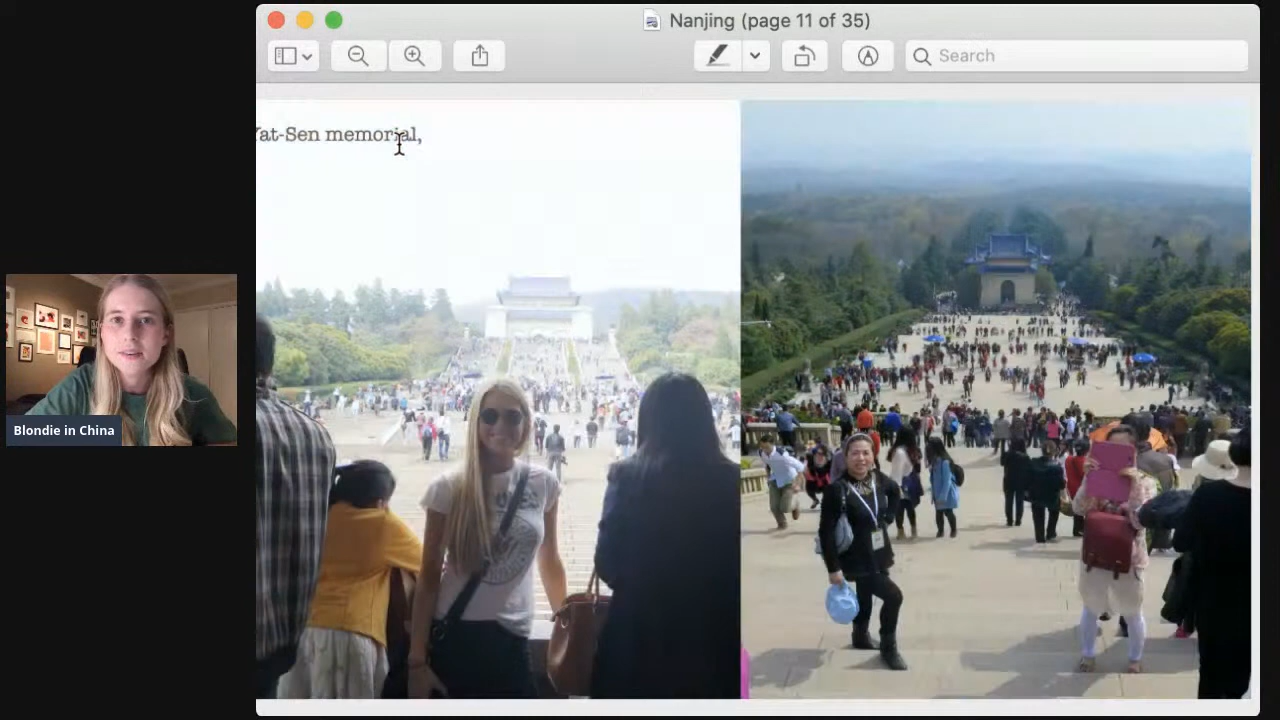 Nanjing (page 11 of 35)
Search
Yat-Sen memorial,
Blondie in China